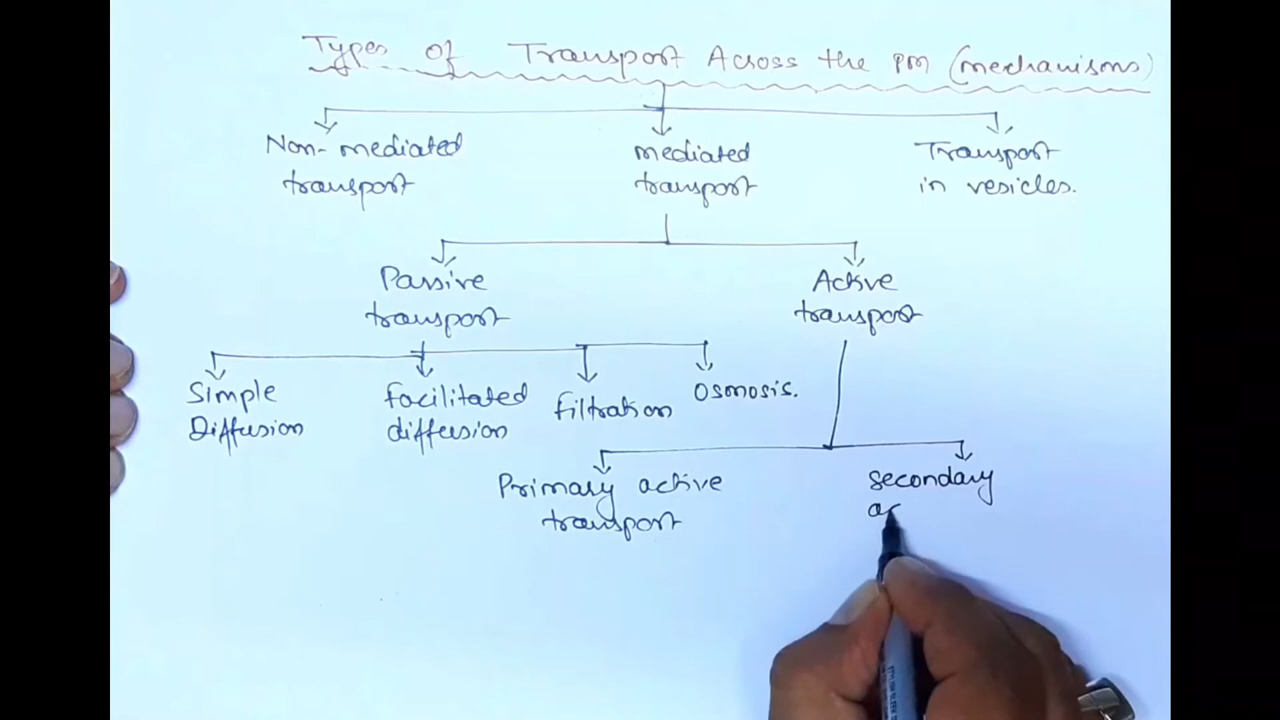 Types of Transport Across the PM (mechanisms)
Non-mediated
transport
mediated
transport
Transport
in vesicles.
Passive
transport
Active
transport
Simple
Diffusion
facilitated
diffusion
filtration
Osmosis.
Primary active
transport
secondary
ac